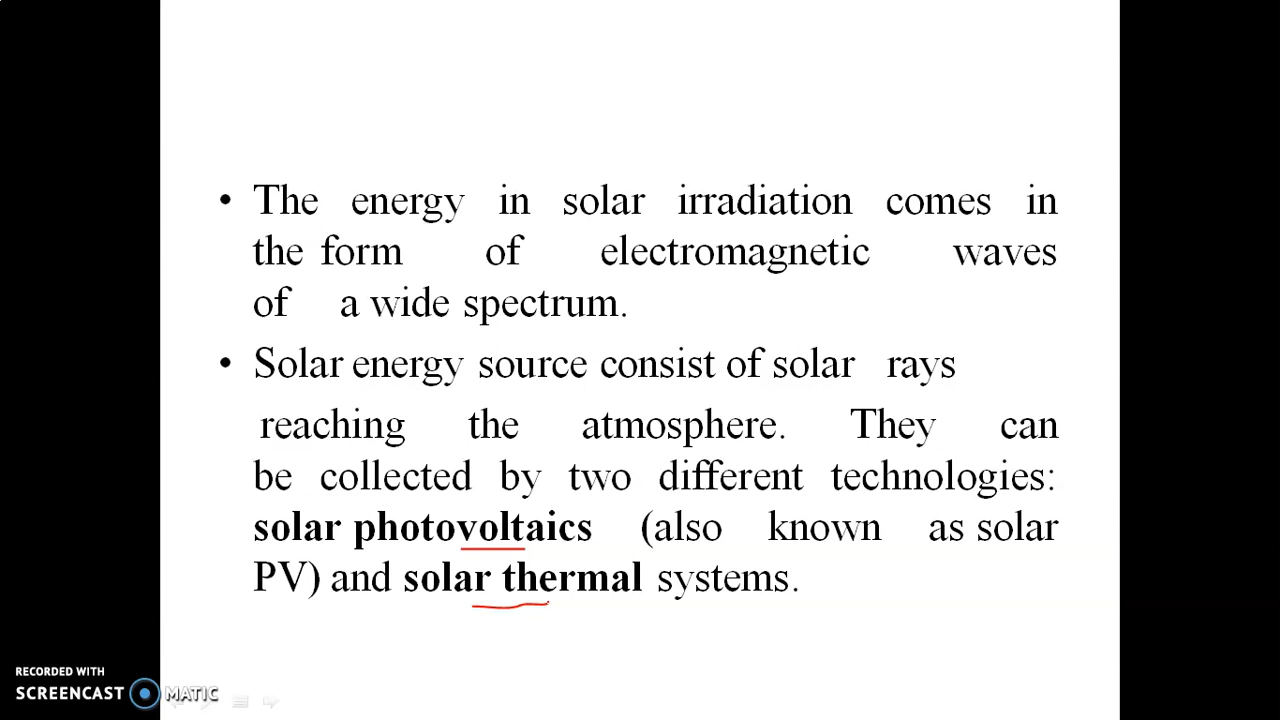 • The energy in solar irradiation comes in
the form of electromagnetic waves
of a wide spectrum.
• Solar energy source consist of solar rays
reaching the atmosphere. They can
be collected by two different technologies:
solar photovoltaics (also known as solar
PV) and solar thermal systems.
RECORDED WITH
SCREENCAST MATIC